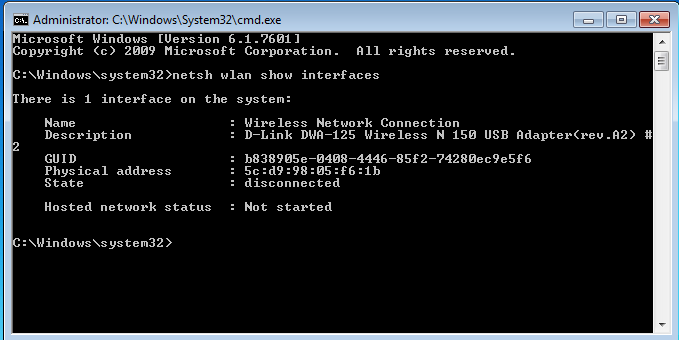 Administrator: C:\Windows\System32\cmd.exe
Microsoft Windows [Version 6.1.7601]
Copyright (c) 2009 Microsoft Corporation.  All rights reserved.
C:\Windows\system32>netsh wlan show interfaces
There is 1 interface on the system:
    Name                   : Wireless Network Connection
    Description            : D-Link DWA-125 Wireless N 150 USB Adapter(rev.A2) #
2
    GUID                   : b838905e-0408-4446-85f2-74280ec9e5f6
    Physical address       : 5c:d9:98:05:f6:1b
    State                  : disconnected
    Hosted network status  : Not started
C:\Windows\system32>